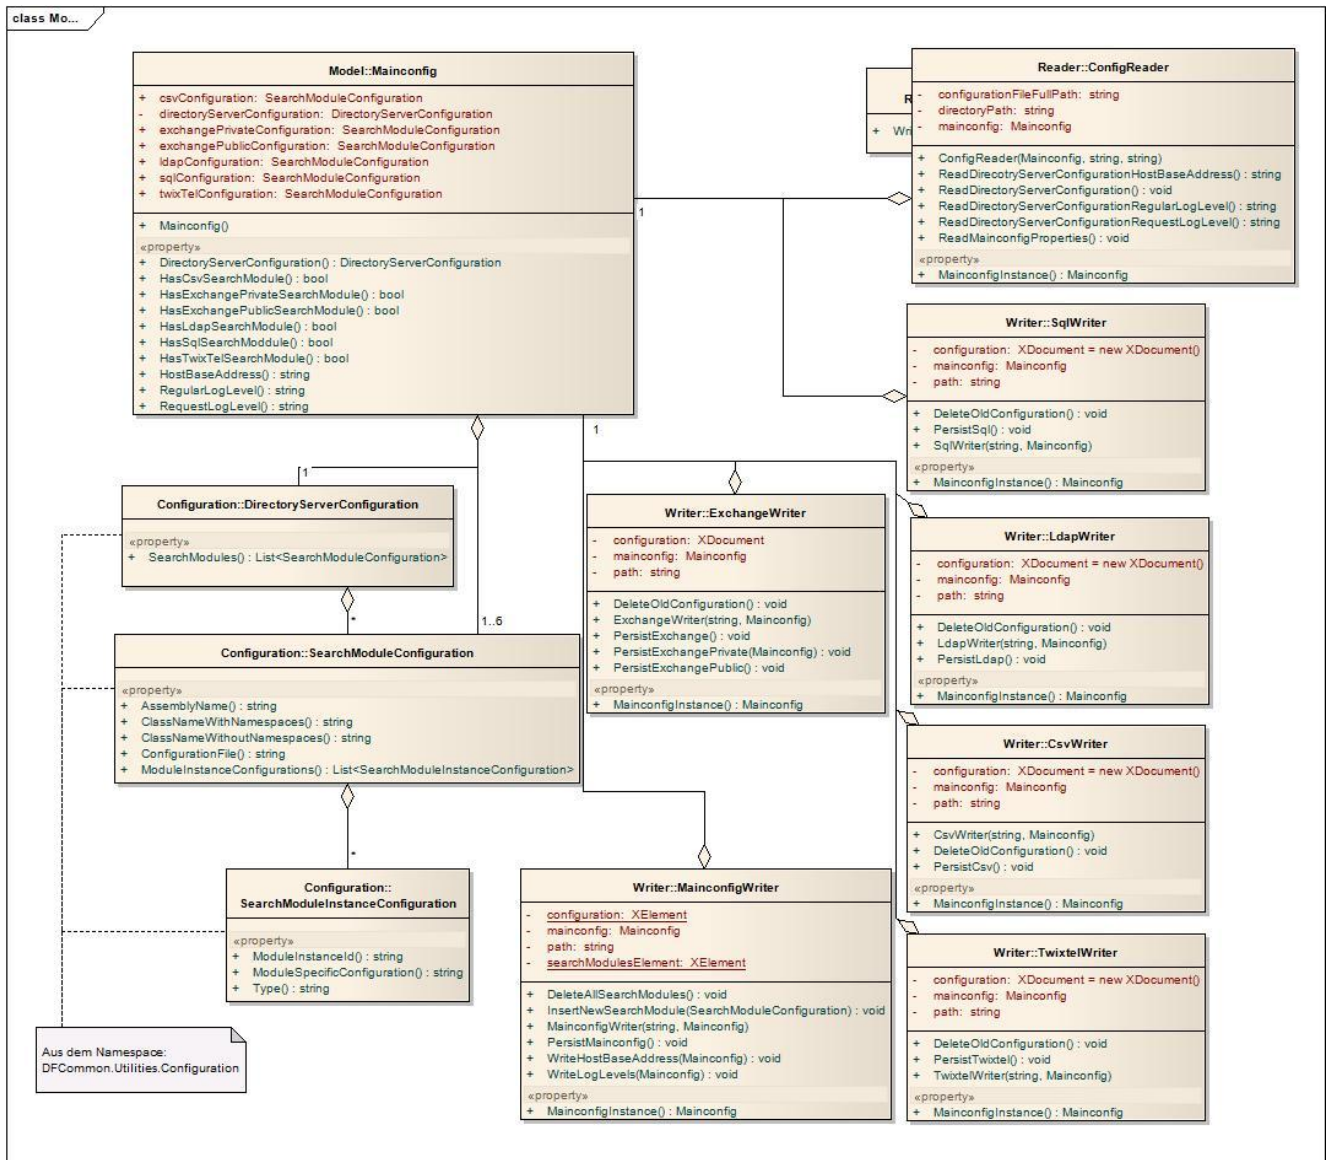 class Mo...
Model::Mainconfig
+ csvConfiguration: SearchModuleConfiguration
- directoryServerConfiguration: DirectoryServerConfiguration
+ exchangePrivateConfiguration: SearchModuleConfiguration
+ exchangePublicConfiguration: SearchModuleConfiguration
+ ldapConfiguration: SearchModuleConfiguration
+ sqlConfiguration: SearchModuleConfiguration
+ twixTelConfiguration: SearchModuleConfiguration
+ Mainconfig()
«property»
+ DirectoryServerConfiguration() : DirectoryServerConfiguration
+ HasCsvSearchModule() : bool
+ HasExchangePrivateSearchModule() : bool
+ HasExchangePublicSearchModule() : bool
+ HasLdapSearchModule() : bool
+ HasSqlSearchModdule() : bool
+ HasTwixTelSearchModule() : bool
+ HostBaseAddress() : string
+ RegularLogLevel() : string
+ RequestLogLevel() : string
R
+ Wri
Reader::ConfigReader
- configurationFileFullPath: string
- directoryPath: string
- mainconfig: Mainconfig
+ ConfigReader(Mainconfig, string, string)
+ ReadDirecotryServerConfigurationHostBaseAddress() : string
+ ReadDirectoryServerConfiguration() : void
+ ReadDirectoryServerConfigurationRegularLogLevel() : string
+ ReadDirectoryServerConfigurationRequestLogLevel() : string
+ ReadMainconfigProperties() : void
«property»
+ MainconfigInstance() : Mainconfig
1
Writer::SqlWriter
- configuration: XDocument = new XDocument()
- mainconfig: Mainconfig
- path: string
+ DeleteOldConfiguration() : void
+ PersistSql() : void
+ SqlWriter(string, Mainconfig)
«property»
+ MainconfigInstance() : Mainconfig
1
1
Configuration::DirectoryServerConfiguration
«property»
+ SearchModules() : List<SearchModuleConfiguration>
*
1..6
Writer::ExchangeWriter
- configuration: XDocument
- mainconfig: Mainconfig
- path: string
+ DeleteOldConfiguration() : void
+ ExchangeWriter(string, Mainconfig)
+ PersistExchange() : void
+ PersistExchangePrivate(Mainconfig) : void
+ PersistExchangePublic() : void
«property»
+ MainconfigInstance() : Mainconfig
Writer::LdapWriter
- configuration: XDocument = new XDocument()
- mainconfig: Mainconfig
- path: string
+ DeleteOldConfiguration() : void
+ LdapWriter(string, Mainconfig)
+ PersistLdap() : void
«property»
+ MainconfigInstance() : Mainconfig
Configuration::SearchModuleConfiguration
«property»
+ AssemblyName() : string
+ ClassNameWithNamespaces() : string
+ ClassNameWithoutNamespaces() : string
+ ConfigurationFile() : string
+ ModuleInstanceConfigurations() : List<SearchModuleInstanceConfiguration>
*
Writer::CsvWriter
- configuration: XDocument = new XDocument()
- mainconfig: Mainconfig
- path: string
+ CsvWriter(string, Mainconfig)
+ DeleteOldConfiguration() : void
+ PersistCsv() : void
«property»
+ MainconfigInstance() : Mainconfig
Configuration::
SearchModuleInstanceConfiguration
«property»
+ ModuleInstanceId() : string
+ ModuleSpecificConfiguration() : string
+ Type() : string
Writer::MainconfigWriter
- configuration: XElement
- mainconfig: Mainconfig
- path: string
- searchModulesElement: XElement
+ DeleteAllSearchModules() : void
+ InsertNewSearchModule(SearchModuleConfiguration) : void
+ MainconfigWriter(string, Mainconfig)
+ PersistMainconfig() : void
+ WriteHostBaseAddress(Mainconfig) : void
+ WriteLogLevels(Mainconfig) : void
«property»
+ MainconfigInstance() : Mainconfig
Writer::TwixtelWriter
- configuration: XDocument = new XDocument()
- mainconfig: Mainconfig
- path: string
+ DeleteOldConfiguration() : void
+ PersistTwixtel() : void
+ TwixtelWriter(string, Mainconfig)
«property»
+ MainconfigInstance() : Mainconfig
Aus dem Namespace:
DFCommon.Utilities.Configuration